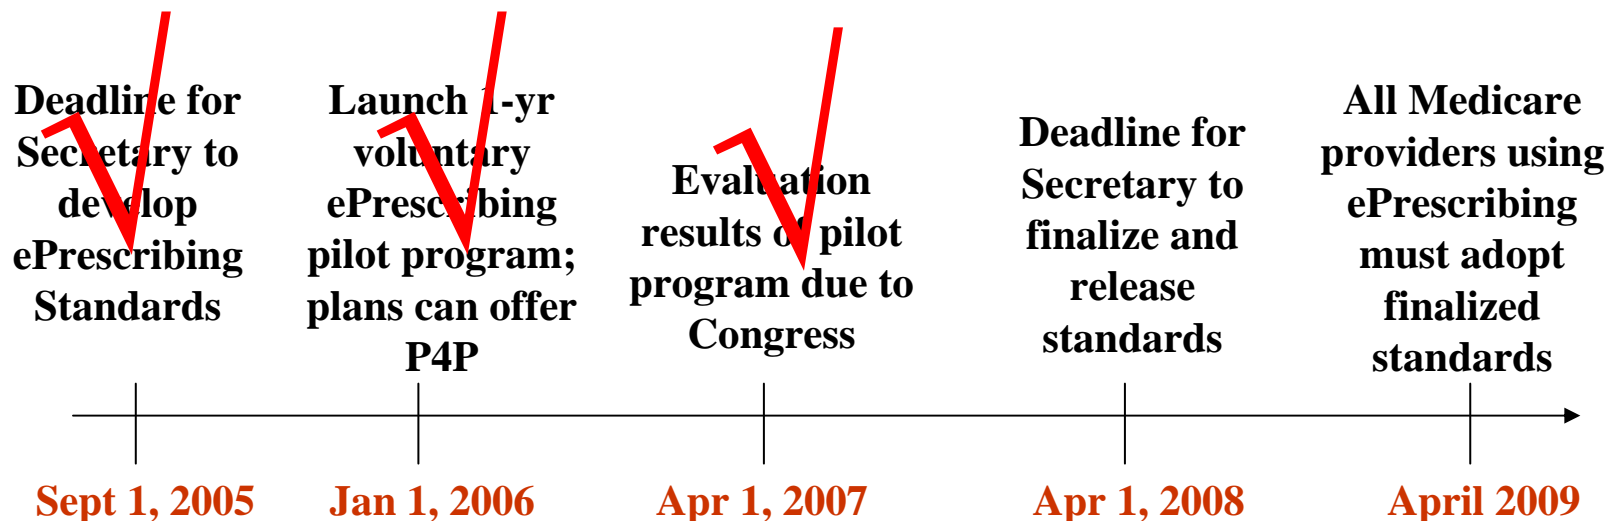 Deadline for
Secretary to
develop
ePrescribing
Standards
Launch 1-yr
voluntary
ePrescribing
pilot program;
plans can offer
P4P
Evaluation
results of pilot
program due to
Congress
Deadline for
Secretary to
finalize and
release
standards
All Medicare
providers using
ePrescribing
must adopt
finalized
standards
Sept 1, 2005
Jan 1, 2006
Apr 1, 2007
Apr 1, 2008
April 2009